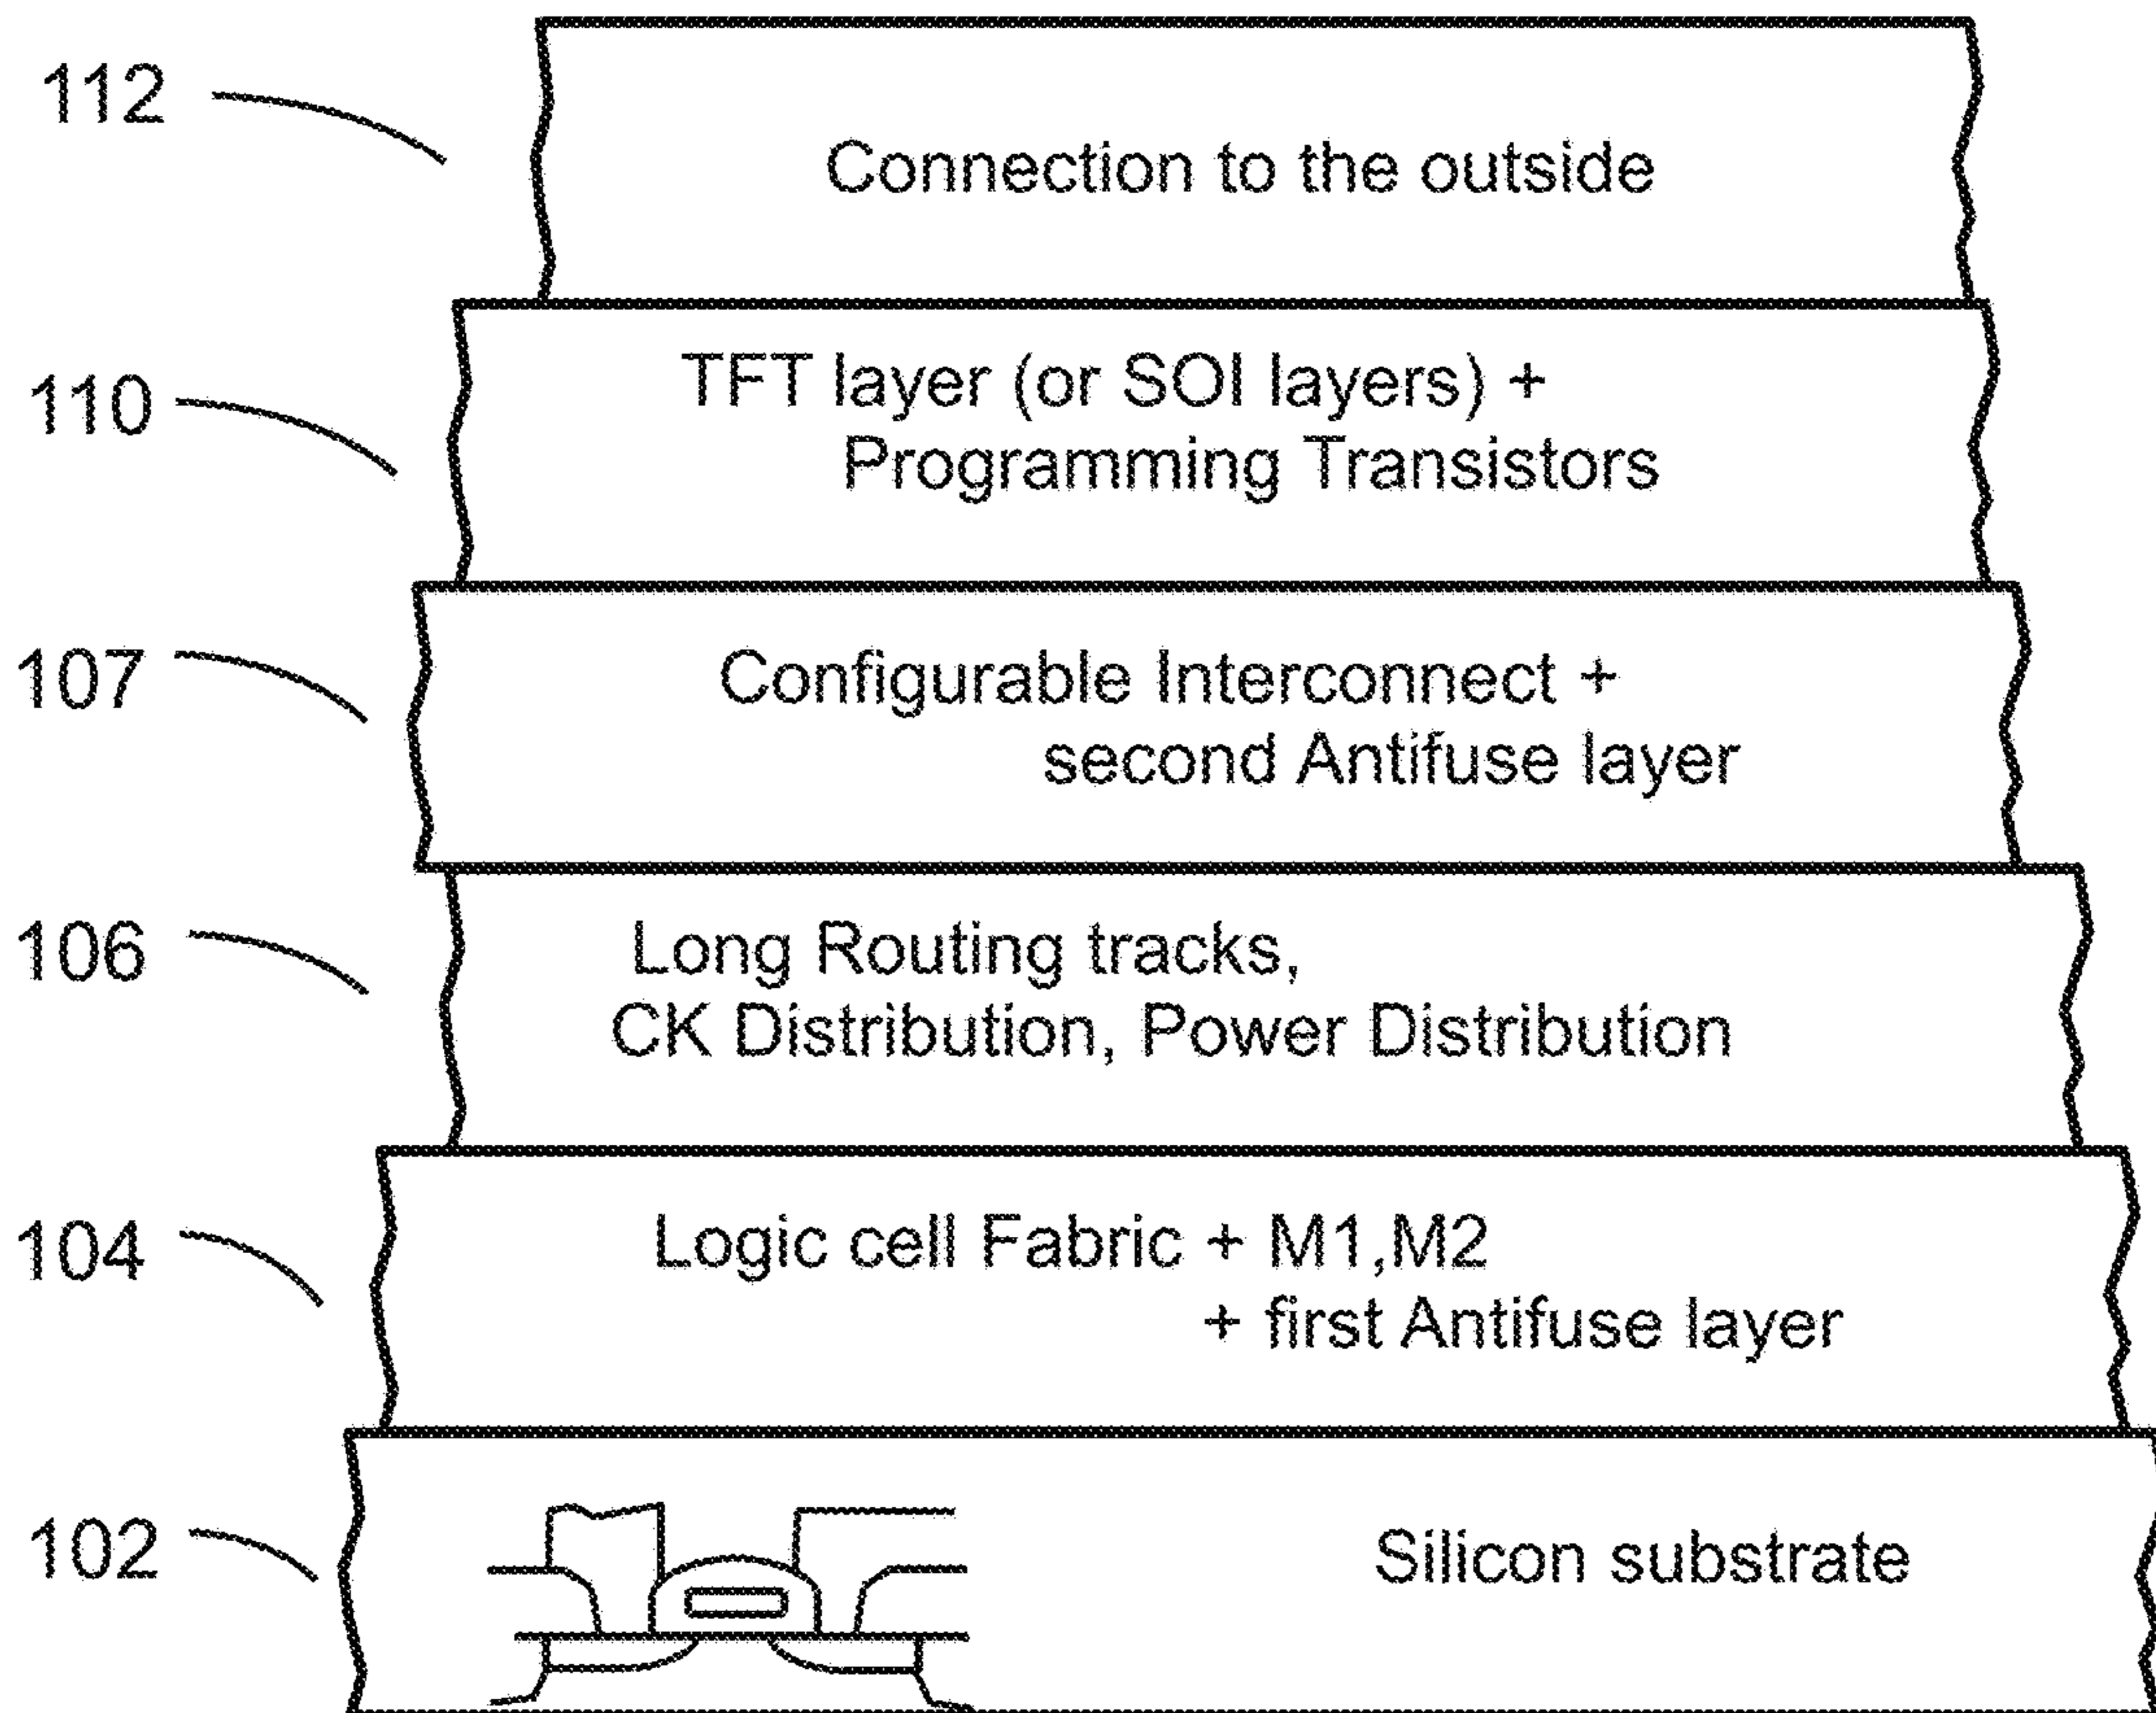 112
Connection to the outside
110
TFT layer (or SOI layers) +
Programming Transistors
107
Configurable Interconnect +
second Antifuse layer
106
Long Routing tracks,
CK Distribution, Power Distribution
104
Logic cell Fabric + M1,M2
+ first Antifuse layer
102
Silicon substrate